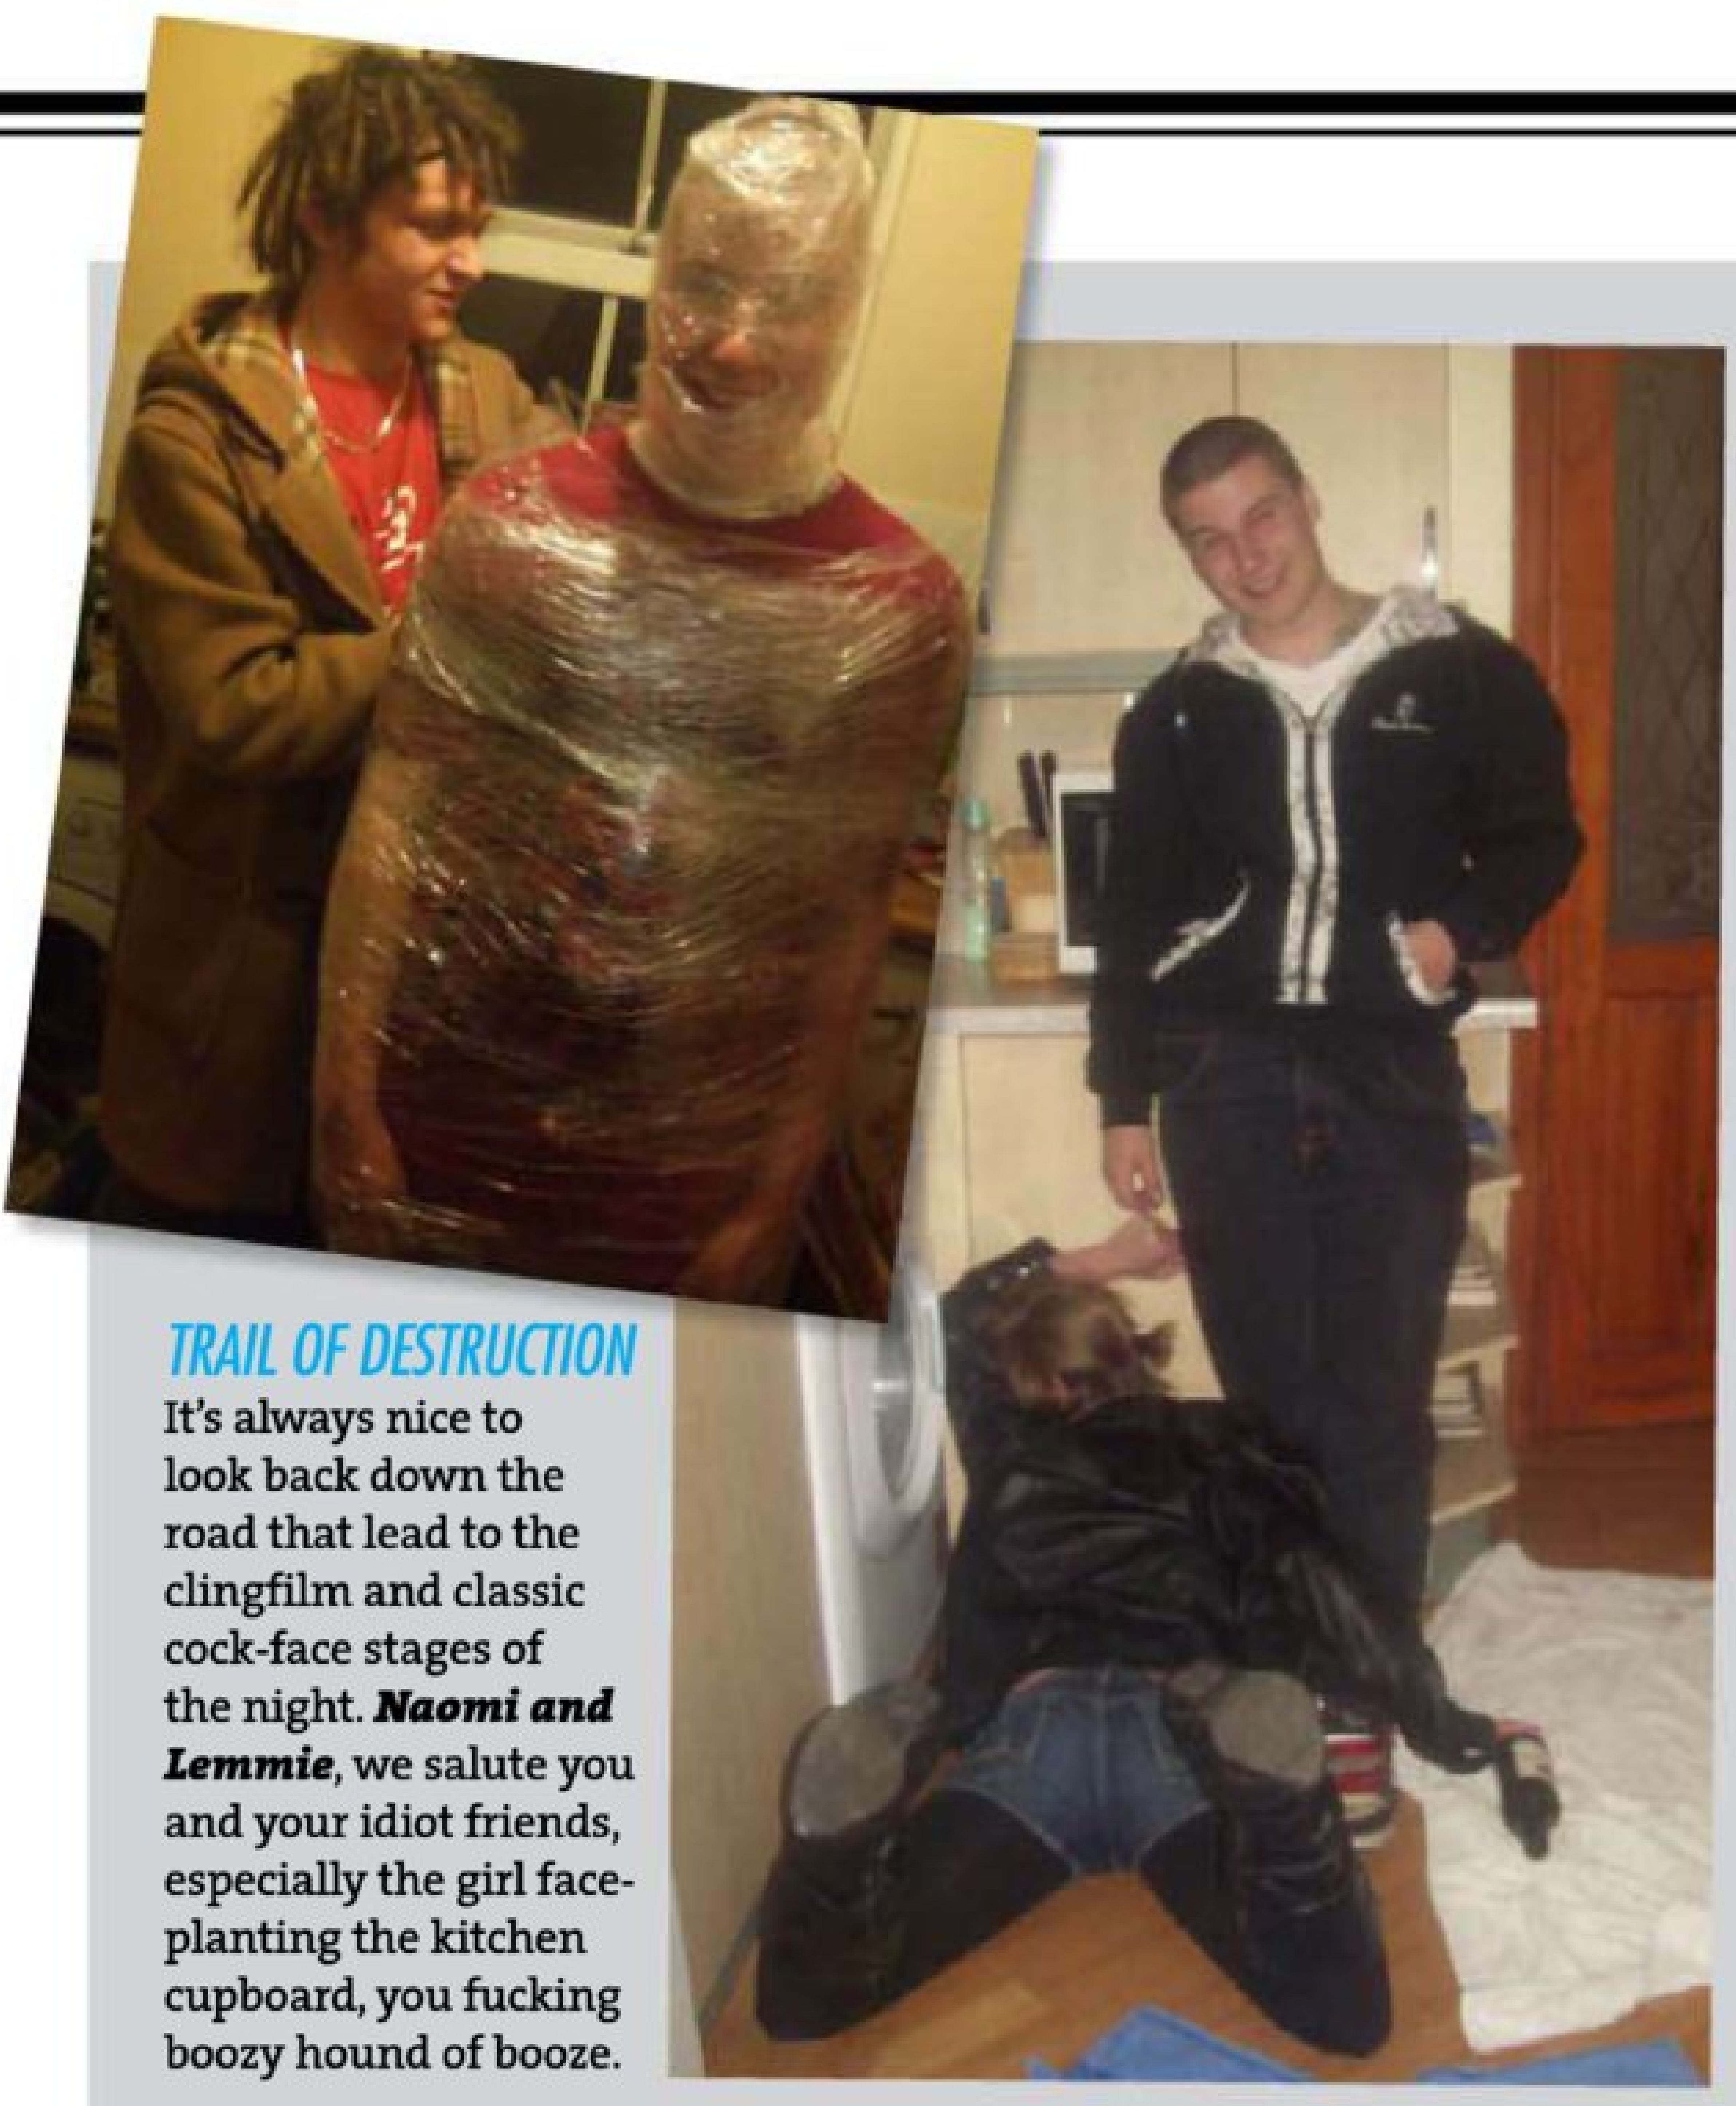 TRAIL OF DESTRUCTION
It's always nice to
look back down the
road that lead to the
clingfilm and classic
cock-face stages of
the night. Naomi and
Lemmie, we salute you
and your idiot friends,
especially the girl face-
planting the kitchen
cupboard, you fucking
boozy hound of booze.